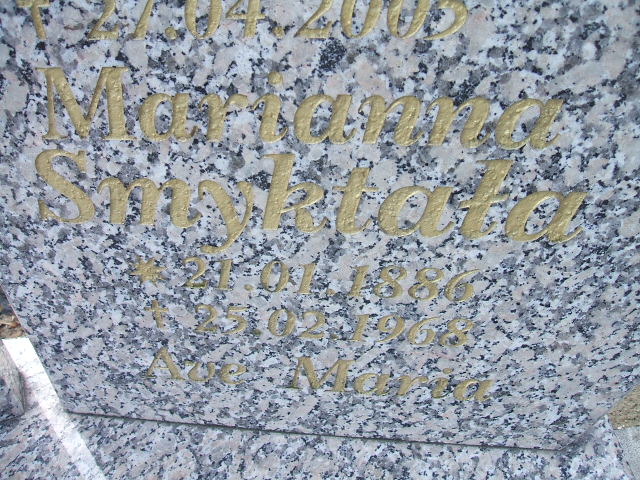 † 27.04.2005
Marianna
Smyktała
* 21.01.1886
† 25.02.1968
Ave Maria